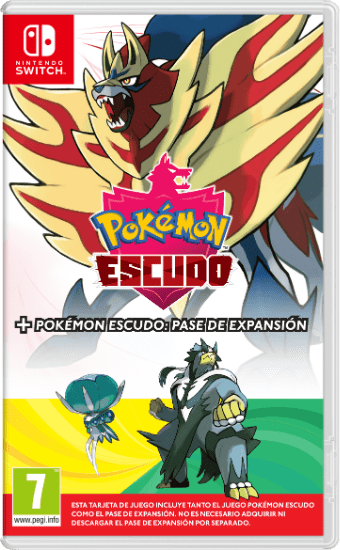 NINTENDO
SWITCH™
POKÉMON
ESCUDO
+ POKÉMON ESCUDO: PASE DE EXPANSIÓN
7
www.pegi.info
ESTA TARJETA DE JUEGO INCLUYE TANTO EL JUEGO POKÉMON ESCUDO
COMO EL PASE DE EXPANSIÓN. NO ES NECESARIO ADQUIRIR NI
DESCARGAR EL PASE DE EXPANSIÓN POR SEPARADO.